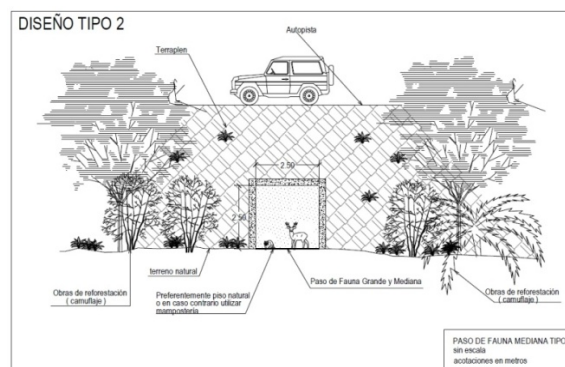 DISEÑO TIPO 2
Autopista
Terraplen
2.50
2.50
terreno natural
Paso de Fauna Grande y Mediana
Obras de reforestación
( camuflaje )
Preferentemente piso natural
o en caso contrario utilizar
mampostería
Obras de reforestación
(camuflaje)
PASO DE FAUNA MEDIANA TIPO
sin escala
acotaciones en metros